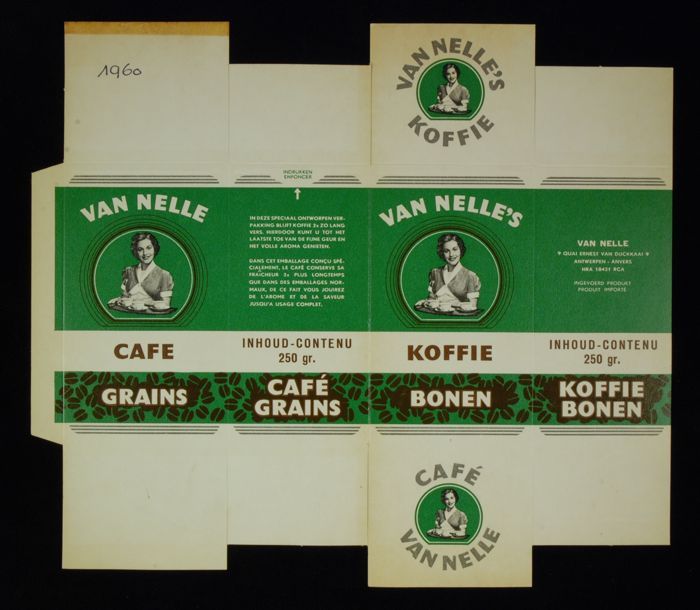 1960
VAN NELLE'S
KOFFIE
INDRUKKEN
ENFONCER
VAN NELLE
CAFE
GRAINS
IN DEZE SPECIAAL ONTWORPEN VER-
PAKKING BLIJFT KOFFIE 3x ZO LANG
VERS. HIERDOOR KUNT U TOT HET
LAATSTE TOE VAN DE FIJNE GEUR EN
HET VOLLE AROMA GENIETEN.
DANS CET EMBALLAGE CONÇU SPÉ-
CIALEMENT, LE CAFÉ CONSERVE SA
FRAÎCHEUR 3x PLUS LONGTEMPS
QUE DANS DES EMBALLAGES NOR-
MAUX, DE CE FAIT VOUS JOUIREZ
DE L'AROME ET DE LA SAVEUR
JUSQU'A USAGE COMPLET.
INHOUD-CONTENU
250 gr.
CAFÉ
GRAINS
VAN NELLE'S
KOFFIE
BONEN
VAN NELLE
9 QUAI ERNEST VAN DIJCKKAAI 9
ANTWERPEN - ANVERS
HRA 18431 RCA
INGEVOERD PRODUKT
PRODUIT IMPORTÉ
INHOUD-CONTENU
250 gr.
KOFFIE
BONEN
CAFÉ
VAN NELLE